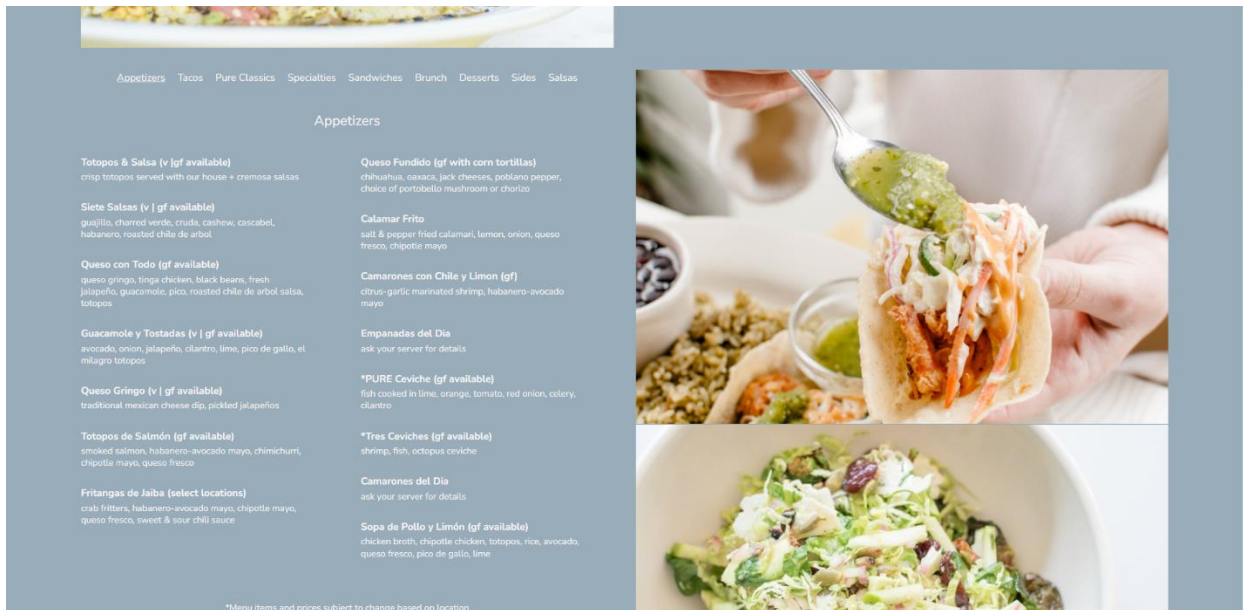 Appetizers Tacos Pure Classics Specialties Sandwiches Brunch Desserts Sides Salsas
Appetizers
Totopos & Salsa (v |gf available)
crisp totopos served with our house + cremosa salsas
Siete Salsas (v | gf available)
guajillo, charred verde, cruda, cashew, cascabel,
habanero, roasted chile de arbol
Queso con Todo (gf available)
queso gringo, tinga chicken, black beans, fresh
jalapeño, guacamole, pico, roasted chile de arbol salsa,
totopos
Guacamole y Tostadas (v | gf available)
avocado, onion, jalapeño, cilantro, lime, pico de gallo, el
milagro totopos
Queso Gringo (v | gf available)
traditional mexican cheese dip, pickled jalapeños
Totopos de Salmón (gf available)
smoked salmon, habanero-avocado mayo, chimichurri,
chipotle mayo, queso fresco
Fritangas de Jaiba (select locations)
crab fritters, habanero-avocado mayo, chipotle mayo,
queso fresco, sweet & sour chili sauce
Queso Fundido (gf with corn tortillas)
chihuahua, oaxaca, jack cheeses, poblano pepper,
choice of portobello mushroom or chorizo
Calamar Frito
salt & pepper fried calamari, lemon, onion, queso
fresco, chipotle mayo
Camarones con Chile y Limon (gf)
citrus-garlic marinated shrimp, habanero-avocado
mayo
Empanadas del Dia
ask your server for details
*PURE Ceviche (gf available)
fish cooked in lime, orange, tomato, red onion, celery,
cilantro
*Tres Ceviches (gf available)
shrimp, fish, octopus ceviche
Camarones del Dia
ask your server for details
Sopa de Pollo y Limón (gf available)
chicken broth, chipotle chicken, totopos, rice, avocado,
queso fresco, pico de gallo, lime
*Menu items and prices subject to change based on location